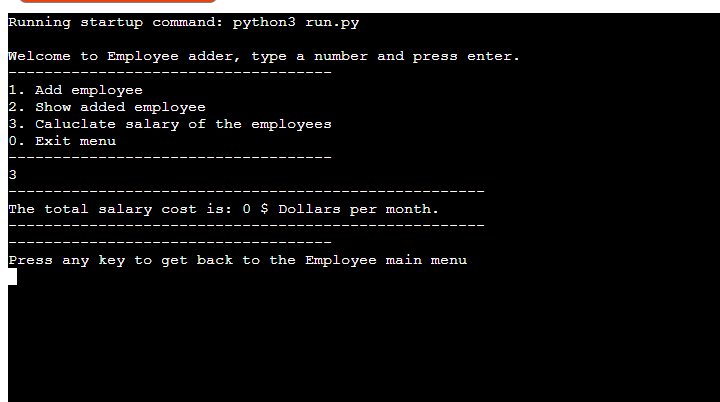 Running startup command: python3 run.py
Welcome to Employee adder, type a number and press enter.
------------------------------------
1. Add employee
2. Show added employee
3. Caluclate salary of the employees
0. Exit menu
------------------------------------
3
-----------------------------------------------------
The total salary cost is: 0 $ Dollars per month.
-----------------------------------------------------
------------------------------------
Press any key to get back to the Employee main menu